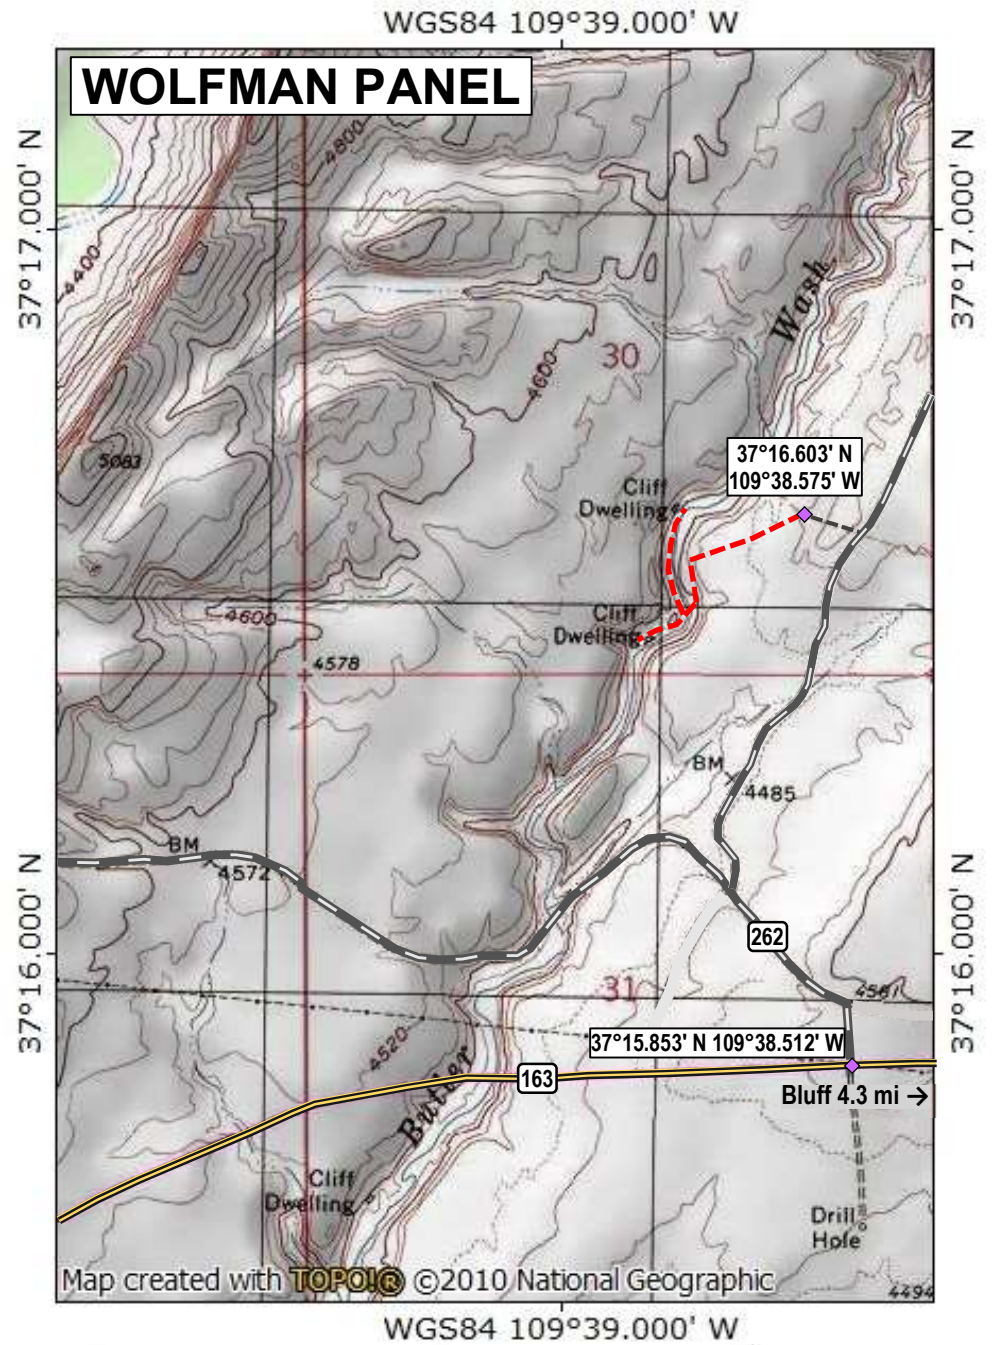 WGS84 109°39.000' W
WOLFMAN PANEL
4800
37°17.000' N
37°17.000' N
4400
Wash
30
4600
5083
37°16.603' N
109°38.575' W
Cliff
Dwelling
4600
Cliff
Dwelling
4578
BM
4485
BM
4572
262
37°16.000' N
37°16.000' N
31
4561
4520
37°15.853' N 109°38.512' W
163
Bluff 4.3 mi →
Butler
Cliff
Dwelling
Drill
Hole
Map created with TOPO!® ©2010 National Geographic
4494
WGS84 109°39.000' W